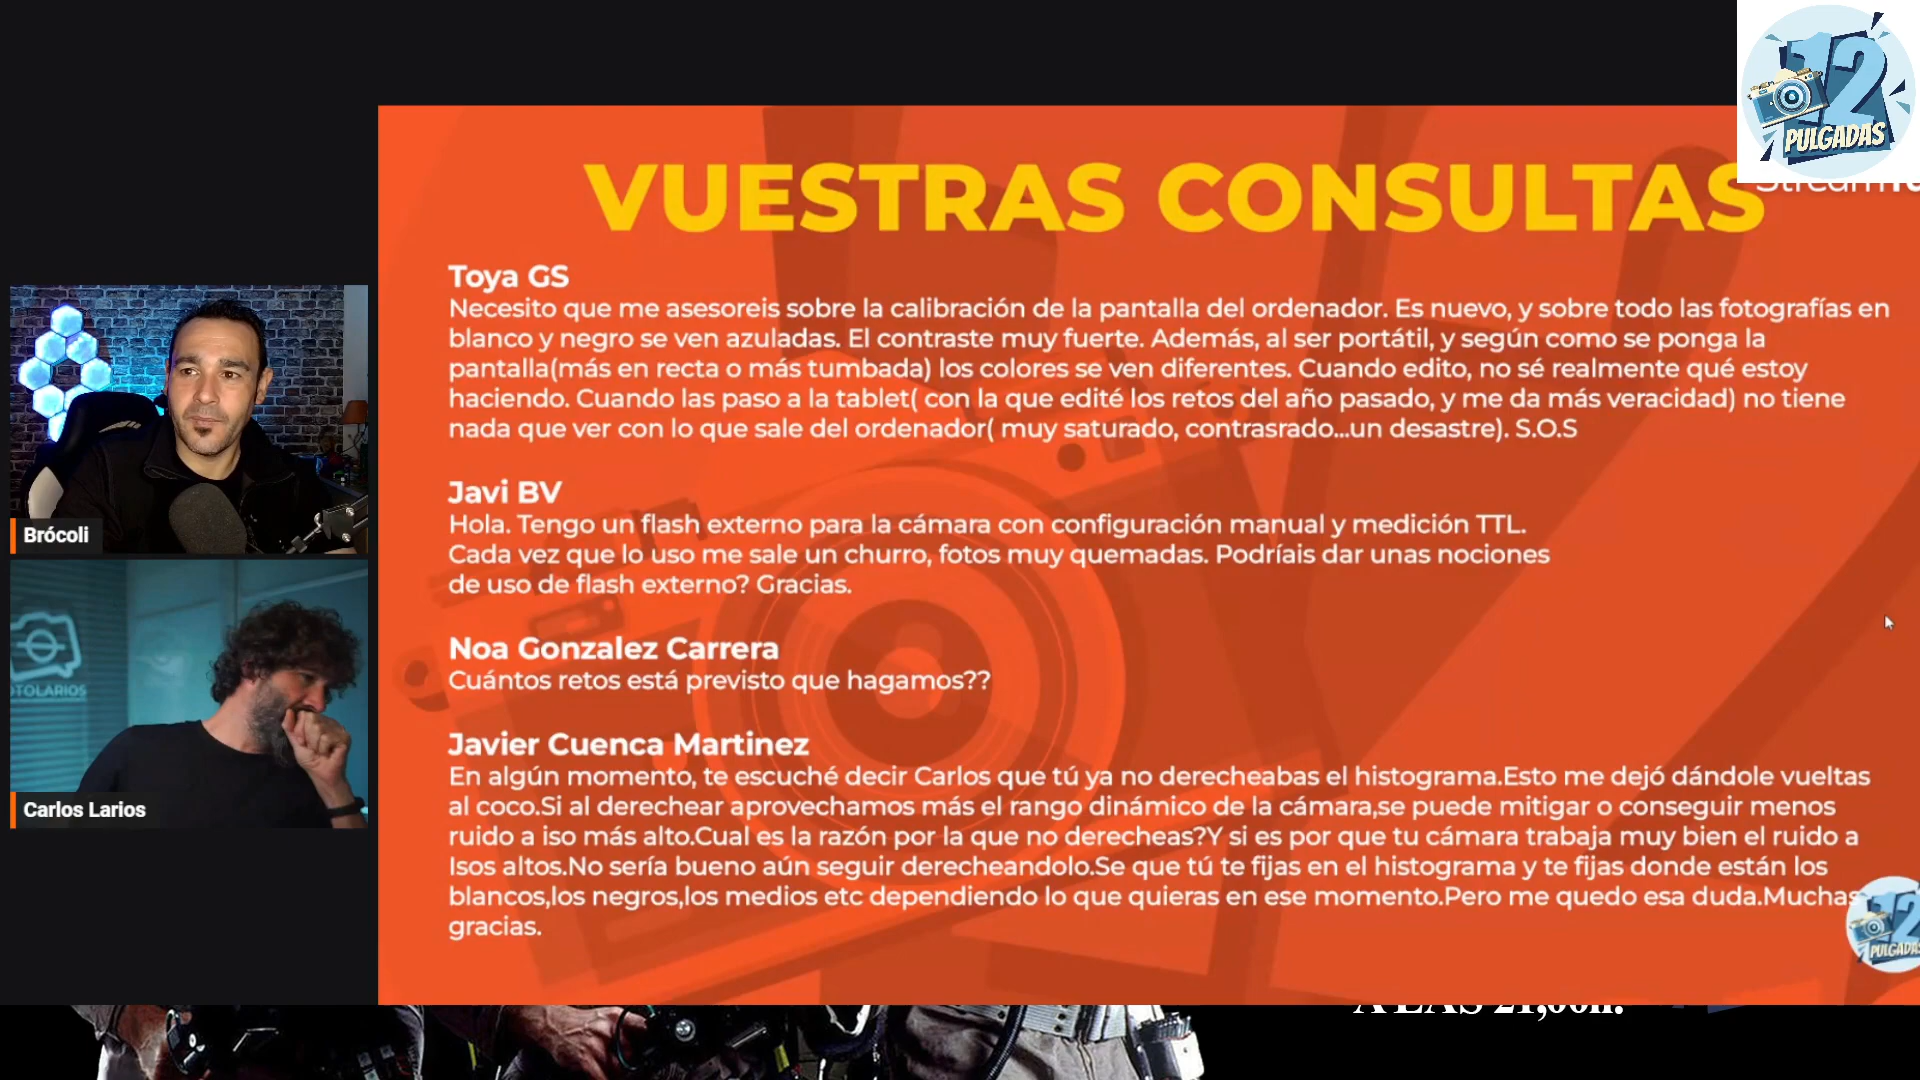 12
PULGADAS
VUESTRAS CONSULTAS
Toya GS
Necesito que me asesoreis sobre la calibración de la pantalla del ordenador. Es nuevo, y sobre todo las fotografías en
blanco y negro se ven azuladas. El contraste muy fuerte. Además, al ser portátil, y según como se ponga la
pantalla(más en recta o más tumbada) los colores se ven diferentes. Cuando edito, no sé realmente qué estoy
haciendo. Cuando las paso a la tablet( con la que edité los retos del año pasado, y me da más veracidad) no tiene
nada que ver con lo que sale del ordenador( muy saturado, contrasrado...un desastre). S.O.S
Javi BV
Hola. Tengo un flash externo para la cámara con configuración manual y medición TTL.
Cada vez que lo uso me sale un churro, fotos muy quemadas. Podríais dar unas nociones
de uso de flash externo? Gracias.
Noa Gonzalez Carrera
Cuántos retos está previsto que hagamos??
Javier Cuenca Martinez
En algún momento, te escuché decir Carlos que tú ya no derecheabas el histograma.Esto me dejó dándole vueltas
al coco.Si al derechear aprovechamos más el rango dinámico de la cámara,se puede mitigar o conseguir menos
ruido a iso más alto.Cual es la razón por la que no derecheas?Y si es por que tu cámara trabaja muy bien el ruido a
Isos altos.No sería bueno aún seguir derecheandolo.Se que tú te fijas en el histograma y te fijas donde están los
blancos,los negros,los medios etc dependiendo lo que quieras en ese momento.Pero me quedo esa duda.Muchas
gracias.
Brócoli
OTOLARIOS
Carlos Larios
12
PULGADAS
A LAS 21,00h.